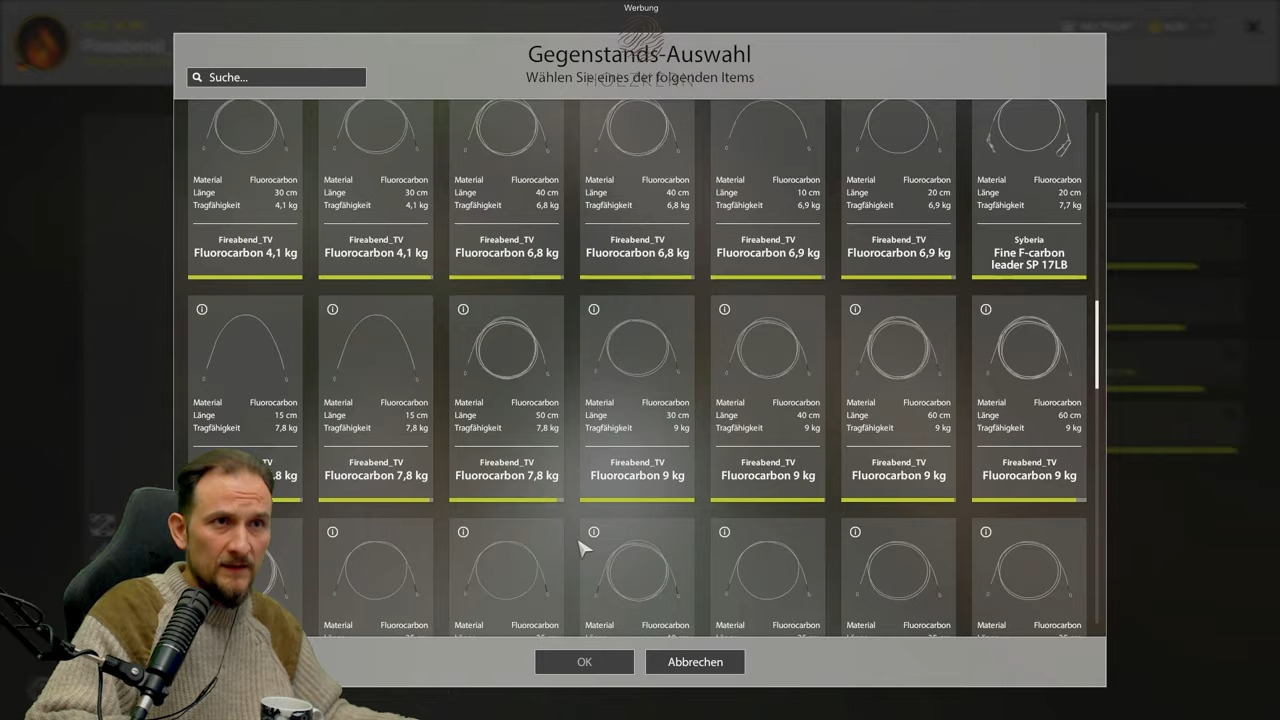 Werbung
Gegenstands-Auswahl
Suche...
Wählen Sie eines der folgenden Items
HOLZKERN
Material Fluorocarbon Material Fluorocarbon Material Fluorocarbon Material Fluorocarbon Material Fluorocarbon Material Fluorocarbon Material Fluorocarbon
Länge 30 cm Länge 30 cm Länge 40 cm Länge 40 cm Länge 10 cm Länge 20 cm Länge 20 cm
Tragfähigkeit 4,1 kg Tragfähigkeit 4,1 kg Tragfähigkeit 6,8 kg Tragfähigkeit 6,8 kg Tragfähigkeit 6,9 kg Tragfähigkeit 6,9 kg Tragfähigkeit 7,7 kg
Fireabend_TV Fireabend_TV Fireabend_TV Fireabend_TV Fireabend_TV Fireabend_TV Syberia
Fluorocarbon 4,1 kg Fluorocarbon 4,1 kg Fluorocarbon 6,8 kg Fluorocarbon 6,8 kg Fluorocarbon 6,9 kg Fluorocarbon 6,9 kg Fine F-carbon
leader SP 17LB
Material Fluorocarbon Material Fluorocarbon Material Fluorocarbon Material Fluorocarbon Material Fluorocarbon Material Fluorocarbon Material Fluorocarbon
Länge 15 cm Länge 15 cm Länge 50 cm Länge 30 cm Länge 40 cm Länge 60 cm Länge 60 cm
Tragfähigkeit 7,8 kg Tragfähigkeit 7,8 kg Tragfähigkeit 7,8 kg Tragfähigkeit 9 kg Tragfähigkeit 9 kg Tragfähigkeit 9 kg Tragfähigkeit 9 kg
TV Fireabend_TV Fireabend_TV Fireabend_TV Fireabend_TV Fireabend_TV Fireabend_TV
,8 kg Fluorocarbon 7,8 kg Fluorocarbon 7,8 kg Fluorocarbon 9 kg Fluorocarbon 9 kg Fluorocarbon 9 kg Fluorocarbon 9 kg
Fluorocarbon Material Fluorocarbon Material Fluorocarbon Material Fluorocarbon Material Fluorocarbon Material Fluorocarbon
OK Abbrechen